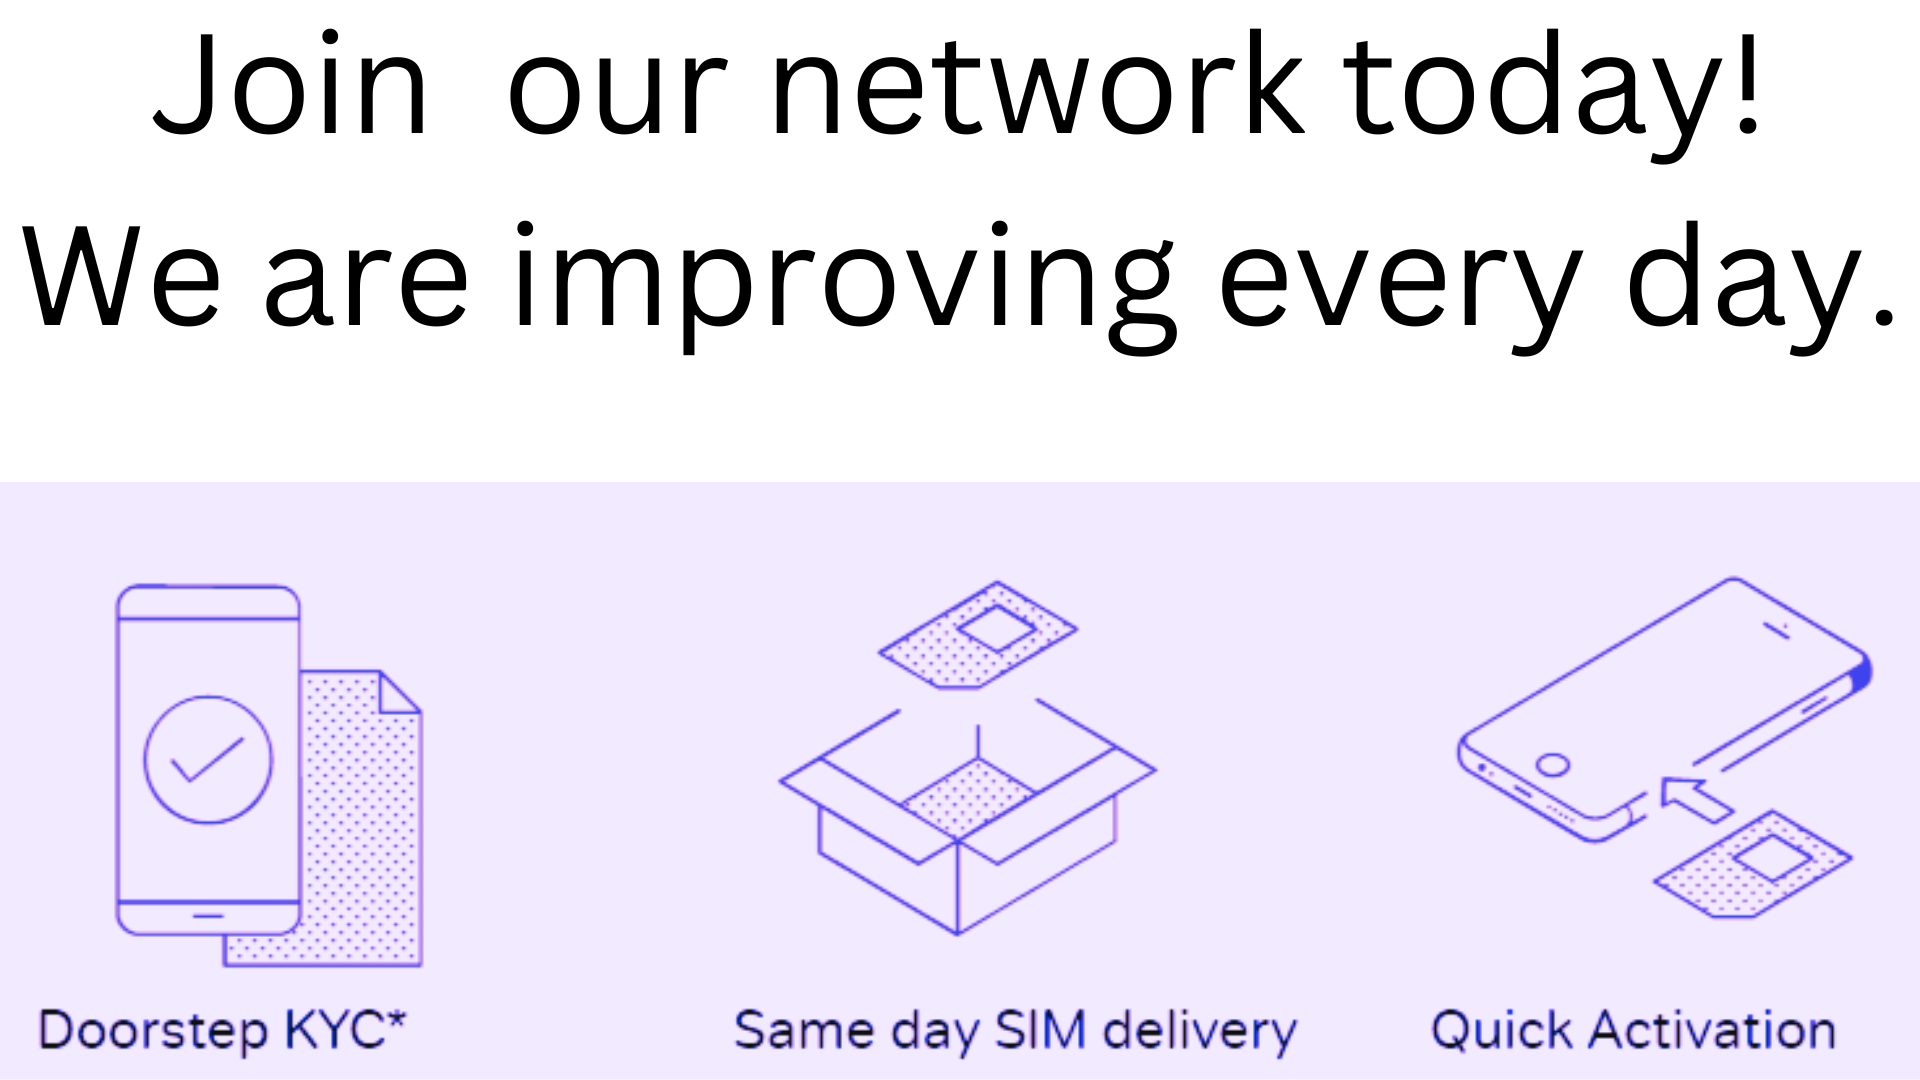 Join our network today!
We are improving every day.
Doorstep KYC*
Same day SIM delivery
Quick Activation